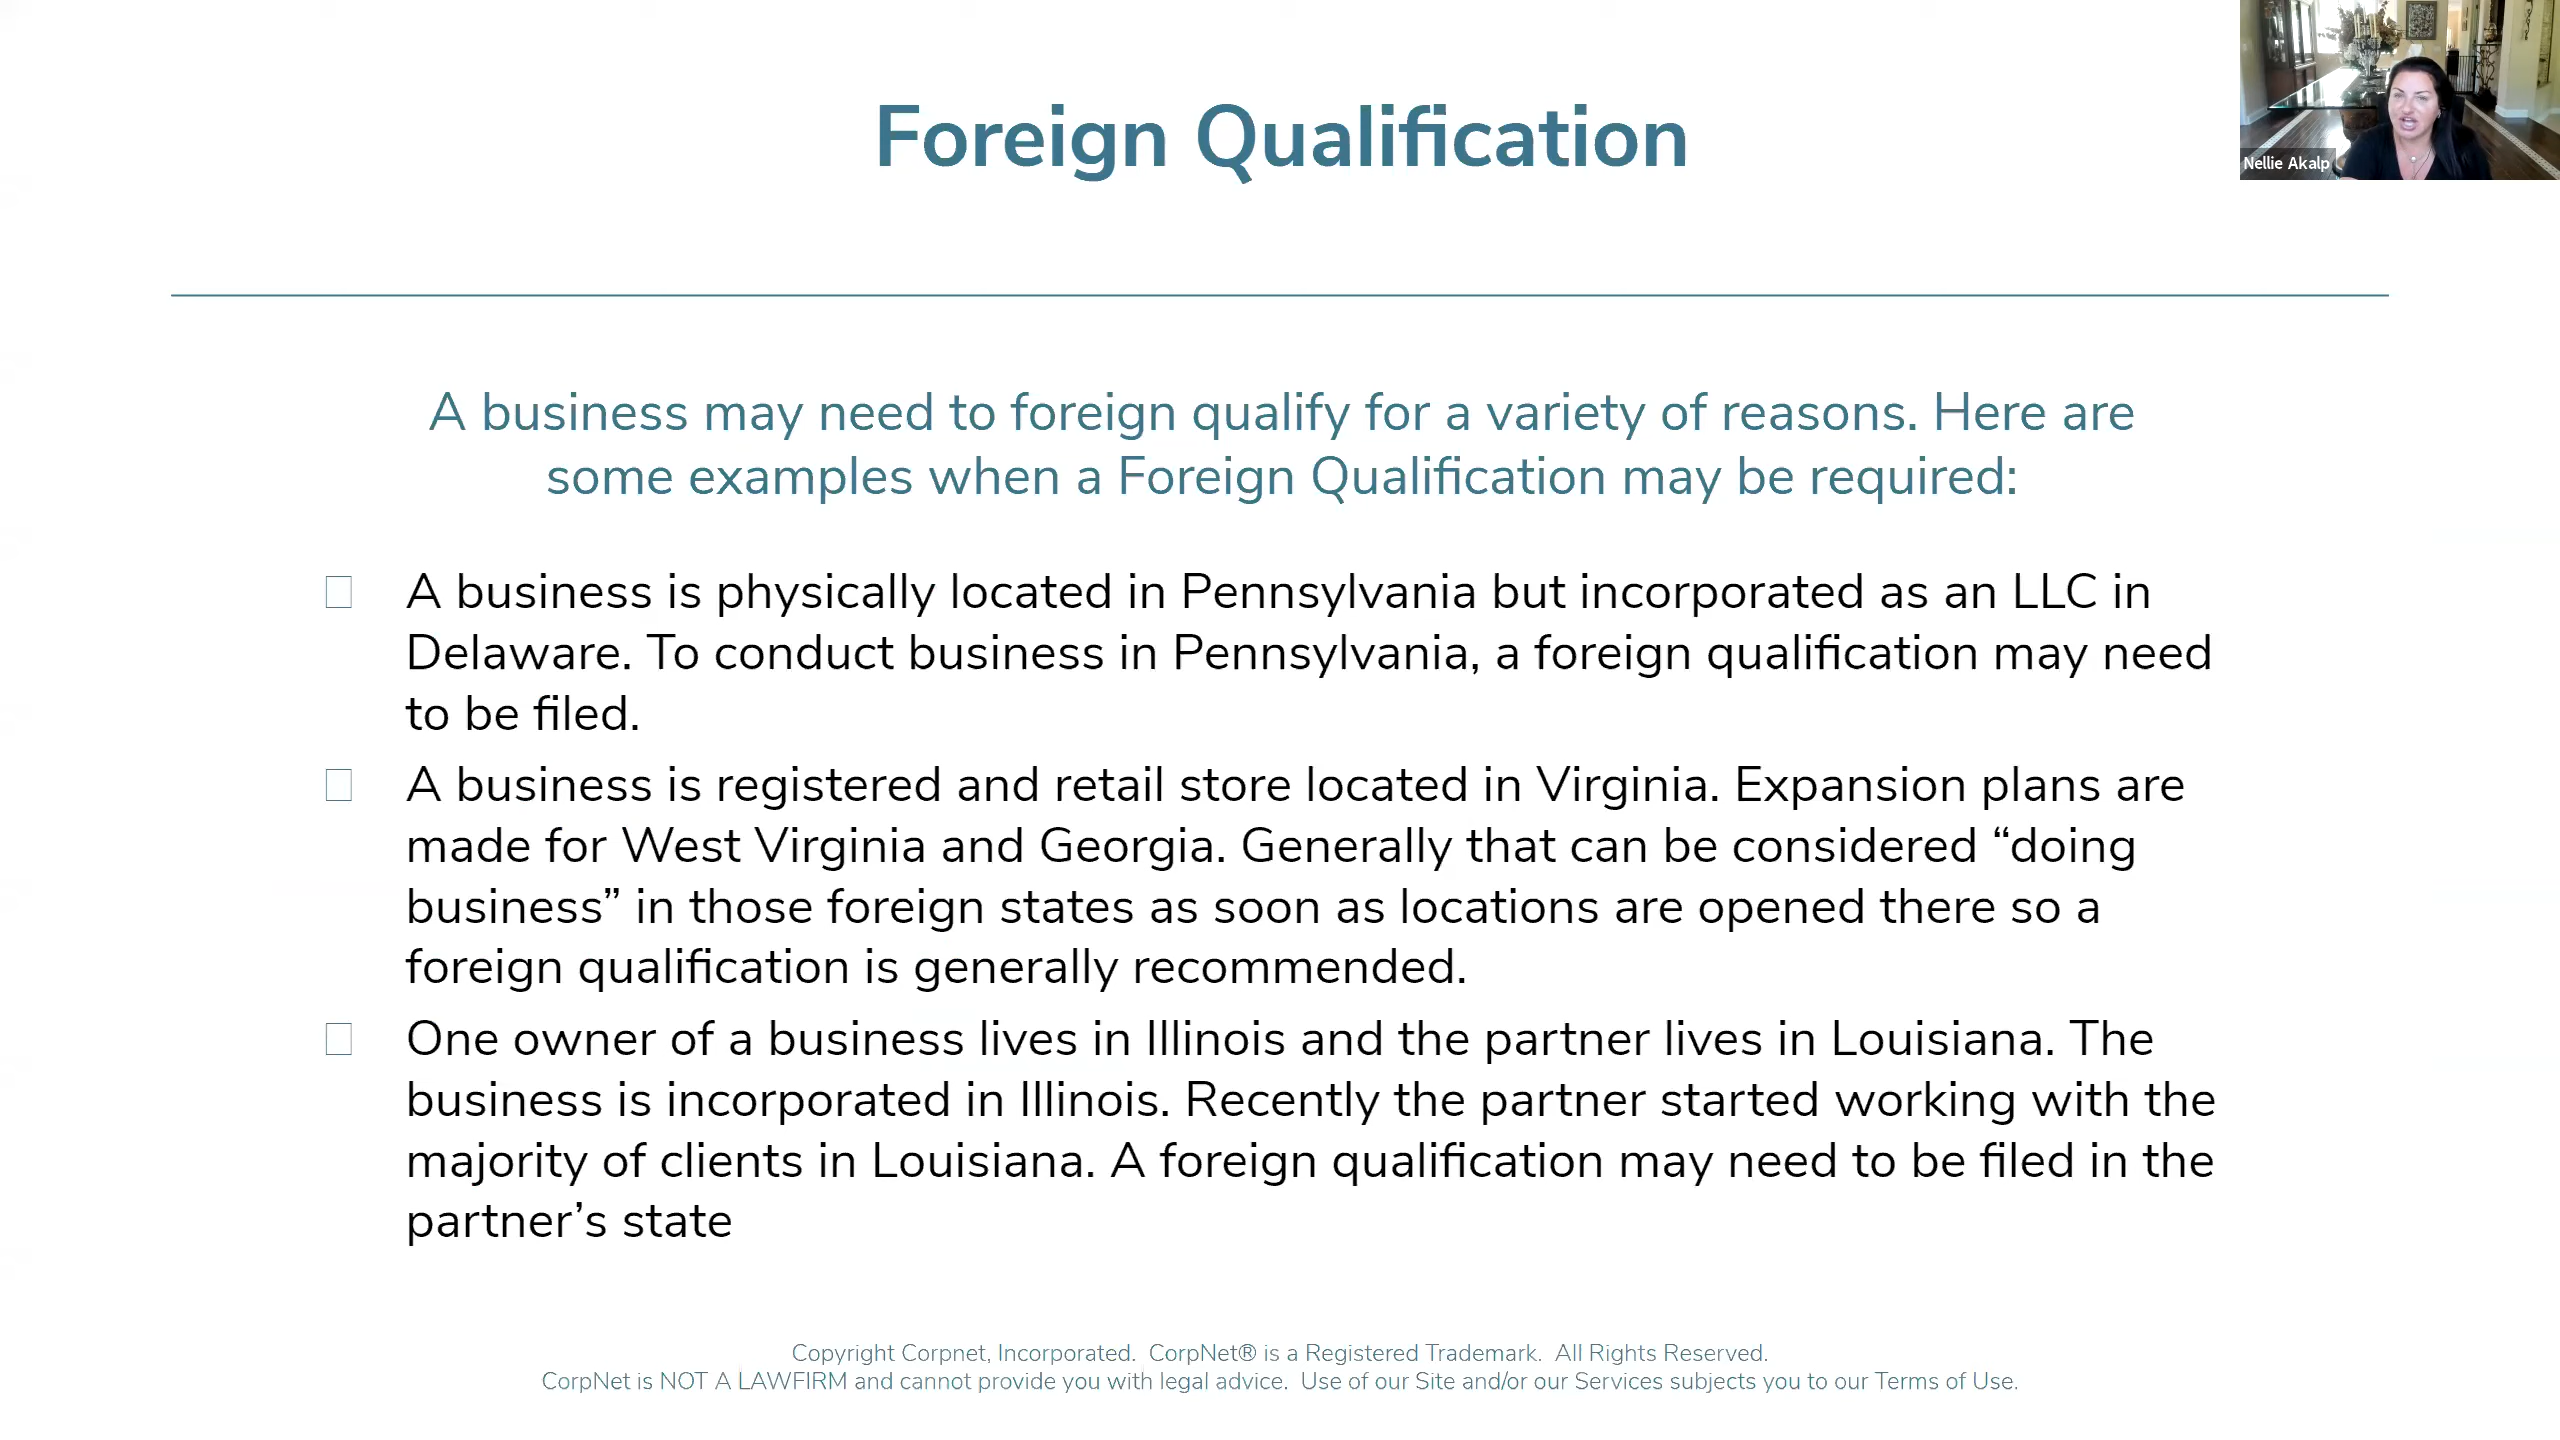 Foreign Qualification
Nellie Akalp
A business may need to foreign qualify for a variety of reasons. Here are
some examples when a Foreign Qualification may be required:
A business is physically located in Pennsylvania but incorporated as an LLC in
Delaware. To conduct business in Pennsylvania, a foreign qualification may need
to be filed.
A business is registered and retail store located in Virginia. Expansion plans are
made for West Virginia and Georgia. Generally that can be considered “doing
business” in those foreign states as soon as locations are opened there so a
foreign qualification is generally recommended.
One owner of a business lives in Illinois and the partner lives in Louisiana. The
business is incorporated in Illinois. Recently the partner started working with the
majority of clients in Louisiana. A foreign qualification may need to be filed in the
partner’s state
Copyright Corpnet, Incorporated. CorpNet® is a Registered Trademark. All Rights Reserved.
CorpNet is NOT A LAWFIRM and cannot provide you with legal advice. Use of our Site and/or our Services subjects you to our Terms of Use.